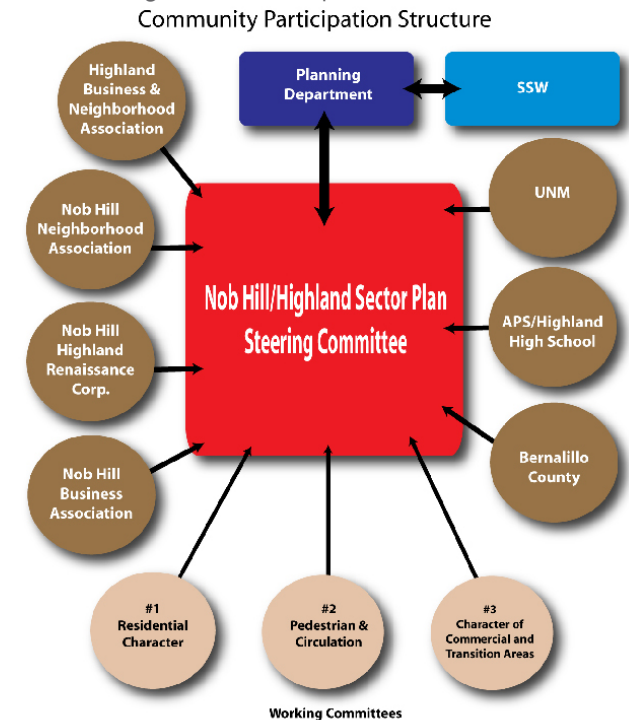 Community Participation Structure
Highland
Business &
Neighborhood
Association
Planning
Department
SSW
Nob Hill
Neighborhood
Association
UNM
Nob Hill/Highland Sector Plan
Steering Committee
Nob Hill
Highland
Renaissance
Corp.
APS/Highland
High School
Nob Hill
Business
Association
Bernalillo
County
#1
Residential
Character
#2
Pedestrian &
Circulation
#3
Character of
Commercial and
Transition Areas
Working Committees